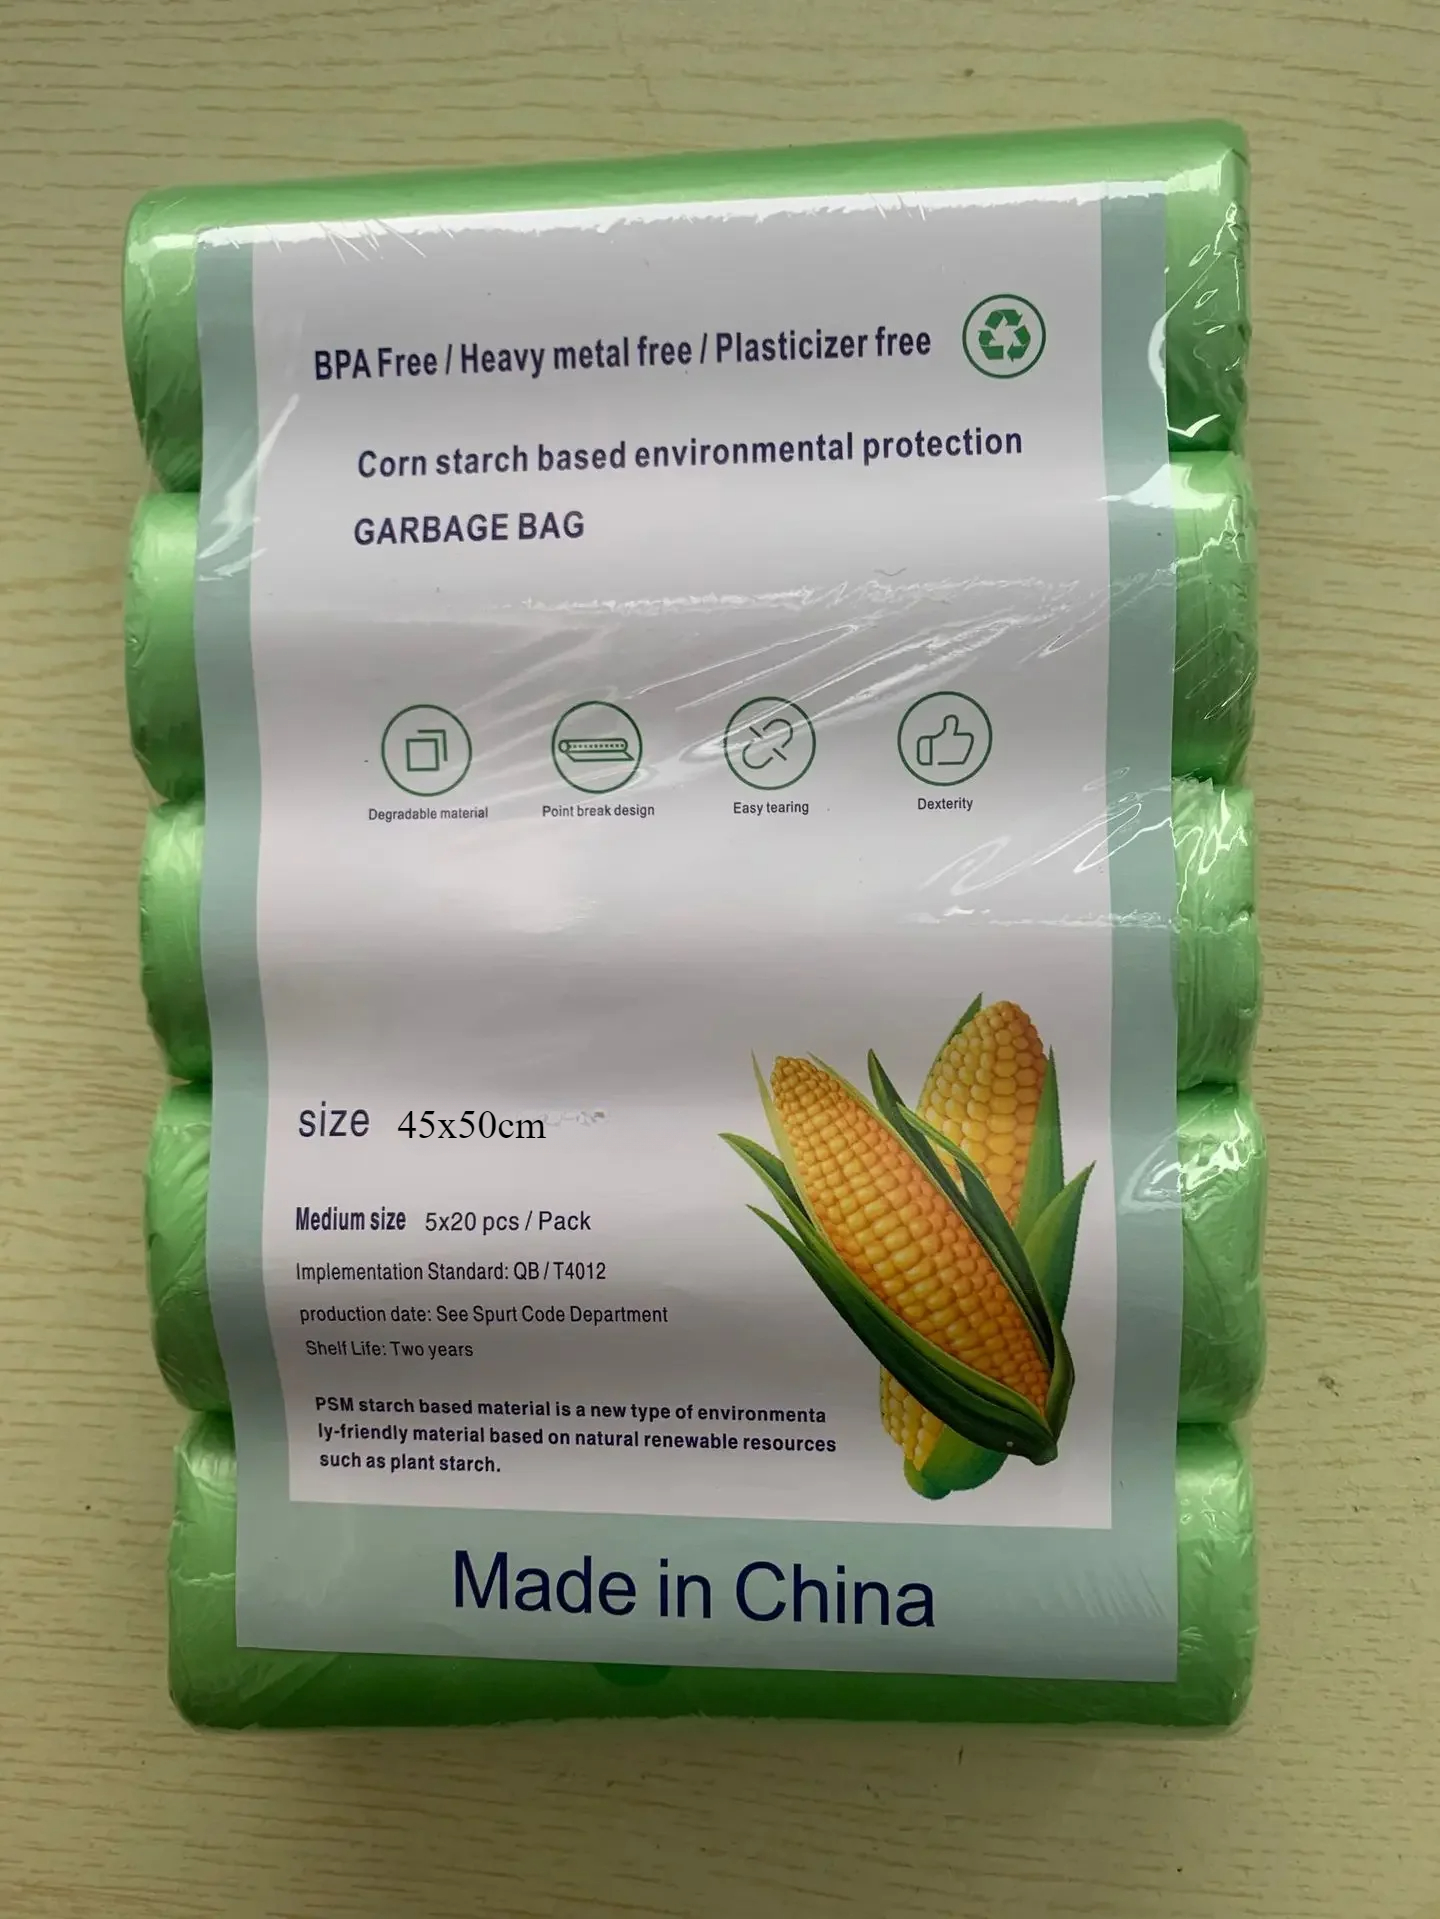 BPA Free / Heavy metal free / Plasticizer free
Corn starch based environmental protection
GARBAGE BAG
Degradable material
Point break design
Easy tearing
Dexterity
size 45x50cm
Medium size 5x20 pcs / Pack
Implementation Standard: QB / T4012
production date: See Spurt Code Department
Shelf Life: Two years
PSM starch based material is a new type of environmenta
ly-friendly material based on natural renewable resources
such as plant starch.
Made in China